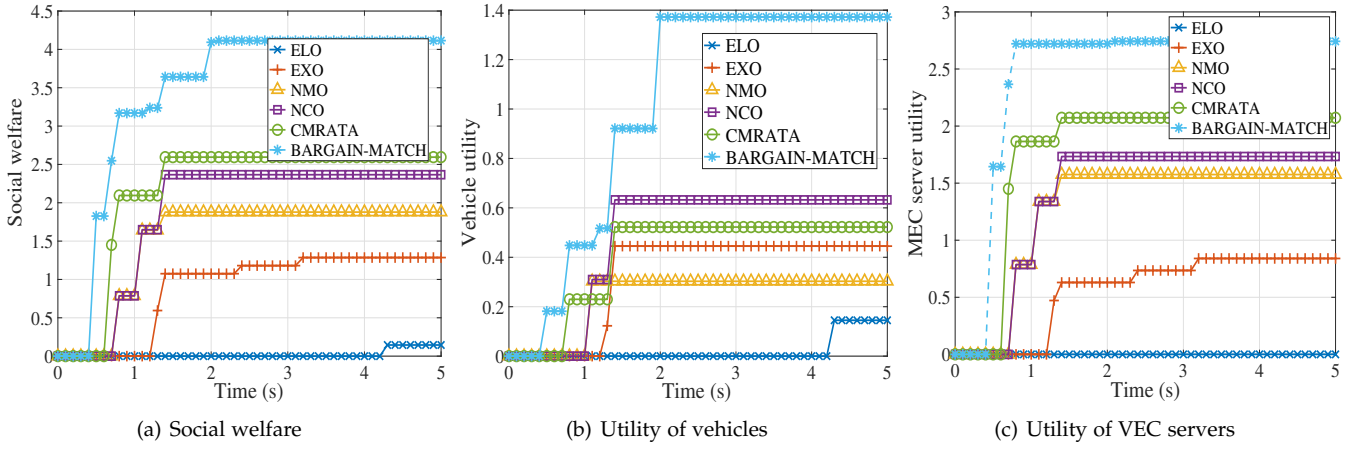 4.5
4
3.5
3
2.5
2
1.5
1
0.5
0
Social welfare
ELO
EXO
NMO
NCO
CMRATA
BARGAIN-MATCH
0 1 2 3 4 5
Time (s)
(a) Social welfare
1.4
1.2
1
0.8
0.6
0.4
0.2
0
Vehicle utility
ELO
EXO
NMO
NCO
CMRATA
BARGAIN-MATCH
0 1 2 3 4 5
Time (s)
(b) Utility of vehicles
3
2.5
2
1.5
1
0.5
0
MEC server utility
ELO
EXO
NMO
NCO
CMRATA
BARGAIN-MATCH
0 1 2 3 4 5
Time (s)
(c) Utility of VEC servers